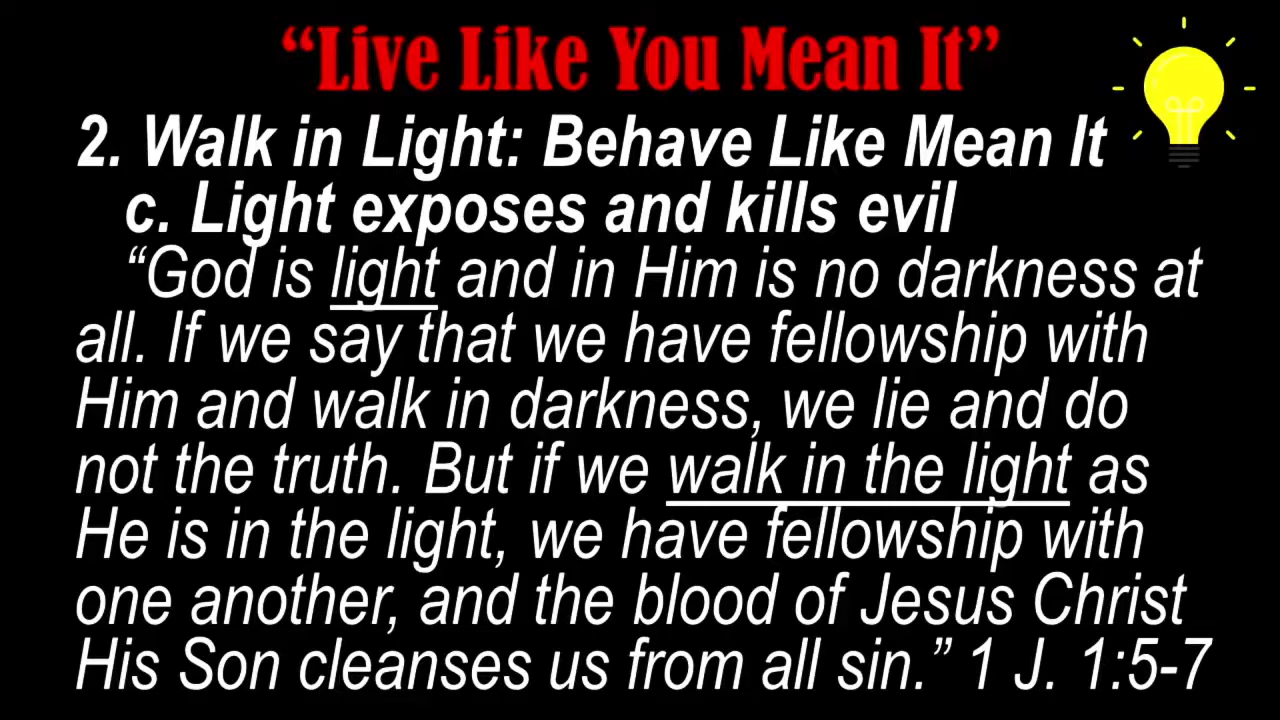 “Live Like You Mean It”
2. Walk in Light: Behave Like Mean It
c. Light exposes and kills evil
“God is light and in Him is no darkness at
all. If we say that we have fellowship with
Him and walk in darkness, we lie and do
not the truth. But if we walk in the light as
He is in the light, we have fellowship with
one another, and the blood of Jesus Christ
His Son cleanses us from all sin.” 1 J. 1:5-7